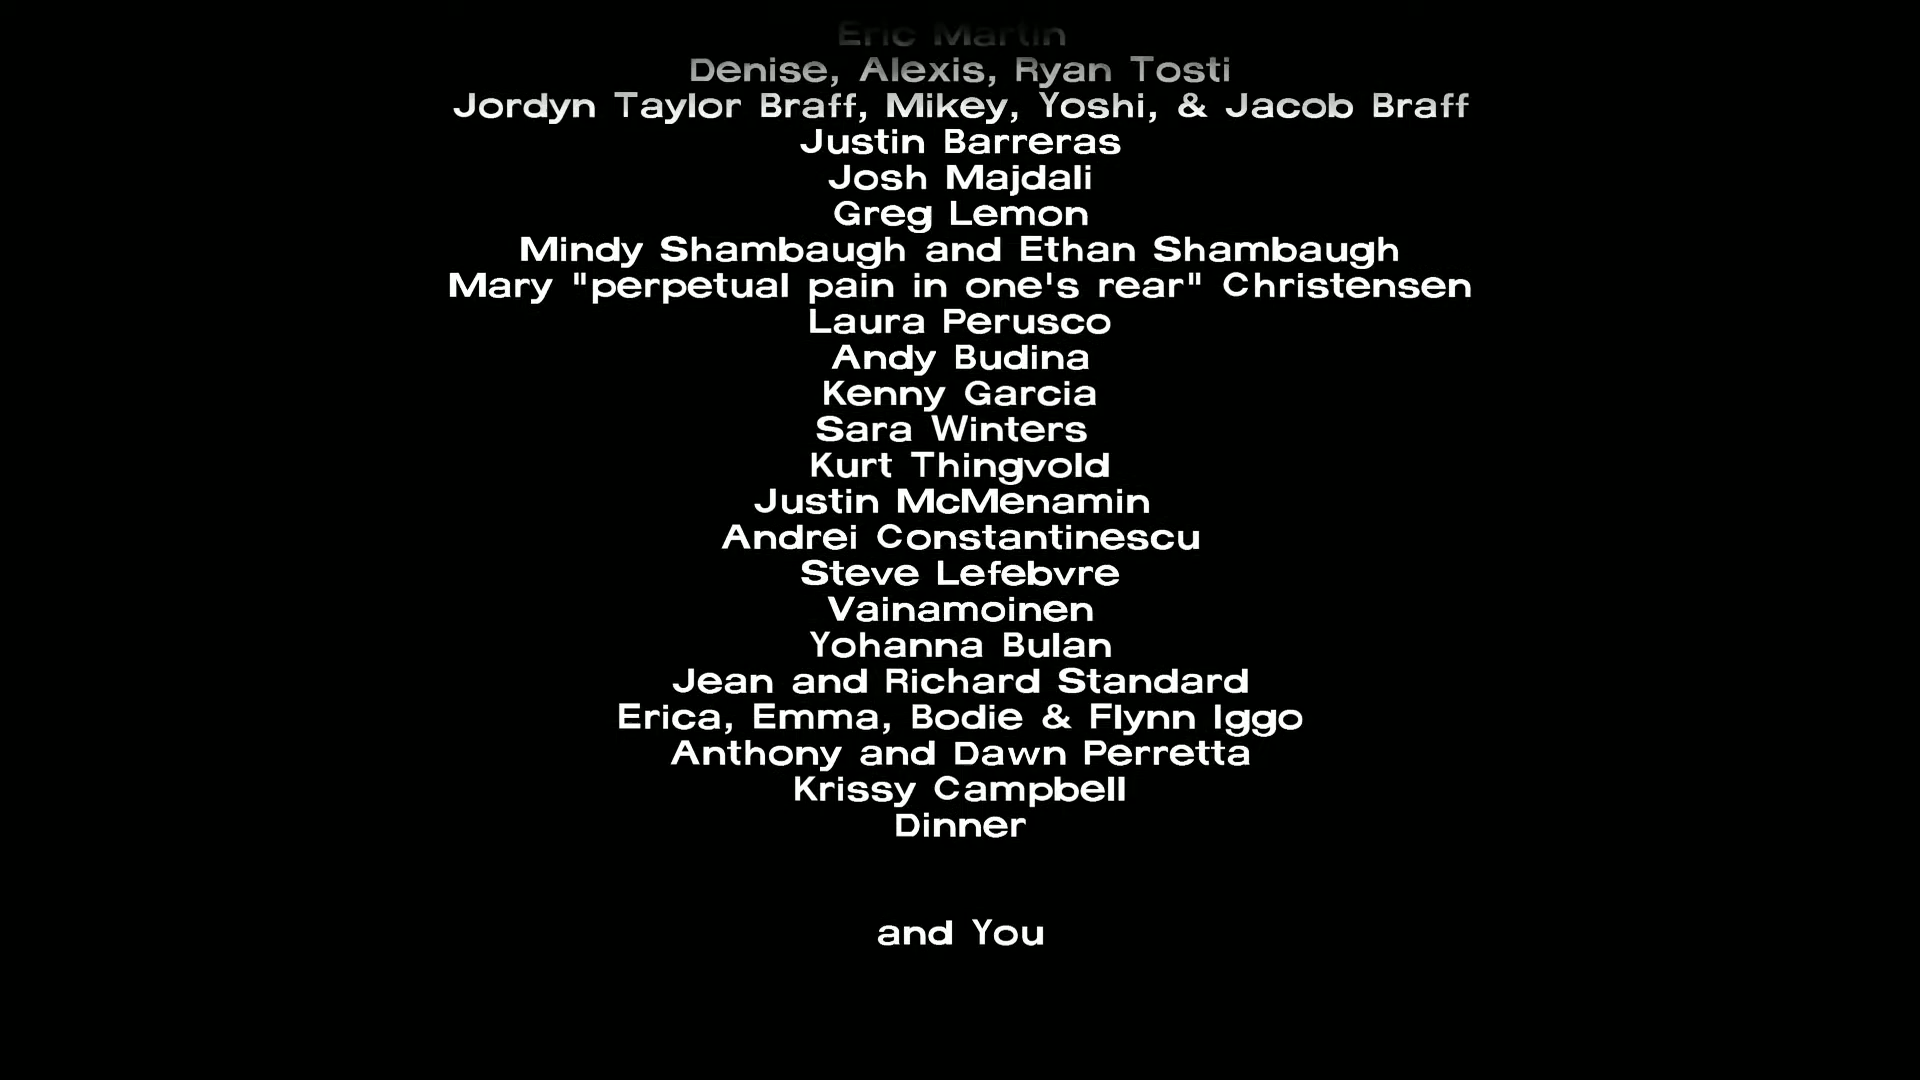 Eric Martin
Denise, Alexis, Ryan Tosti
Jordyn Taylor Braff, Mikey, Yoshi, & Jacob Braff
Justin Barreras
Josh Majdali
Greg Lemon
Mindy Shambaugh and Ethan Shambaugh
Mary "perpetual pain in one's rear" Christensen
Laura Perusco
Andy Budina
Kenny Garcia
Sara Winters
Kurt Thingvold
Justin McMenamin
Andrei Constantinescu
Steve Lefebvre
Vainamoinen
Yohanna Bulan
Jean and Richard Standard
Erica, Emma, Bodie & Flynn Iggo
Anthony and Dawn Perretta
Krissy Campbell
Dinner
and You